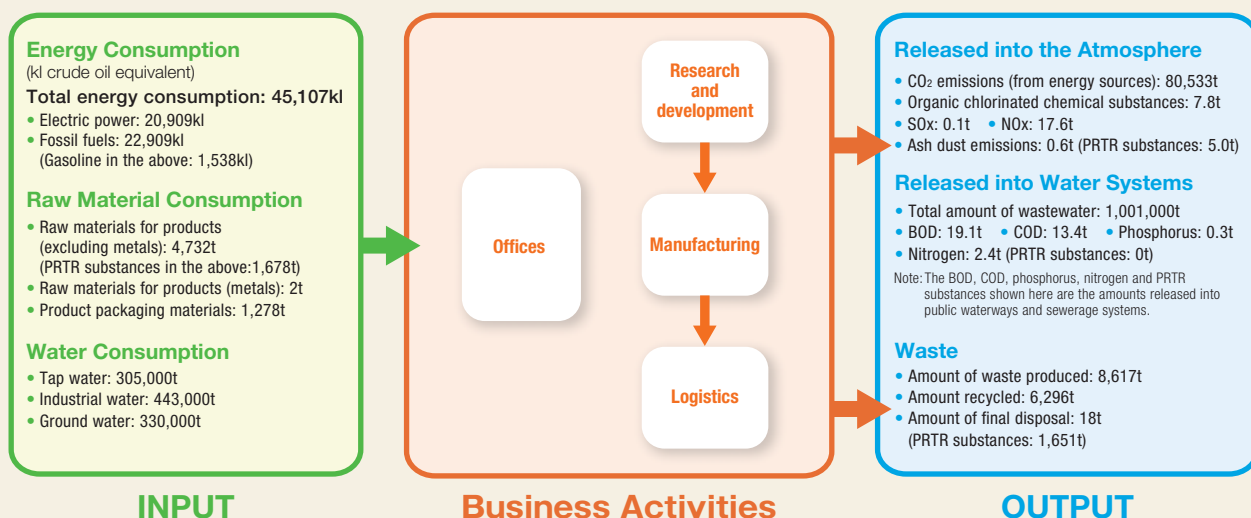 Energy Consumption
(kl crude oil equivalent)
Total energy consumption: 45,107kl
• Electric power: 20,909kl
• Fossil fuels: 22,909kl
(Gasoline in the above: 1,538kl)
Raw Material Consumption
• Raw materials for products
(excluding metals): 4,732t
(PRTR substances in the above:1,678t)
• Raw materials for products (metals): 2t
• Product packaging materials: 1,278t
Water Consumption
• Tap water: 305,000t
• Industrial water: 443,000t
• Ground water: 330,000t
INPUT
Offices
Research
and
development
Manufacturing
Logistics
Business Activities
Released into the Atmosphere
• CO₂ emissions (from energy sources): 80,533t
• Organic chlorinated chemical substances: 7.8t
• SOx: 0.1t • NOx: 17.6t
• Ash dust emissions: 0.6t (PRTR substances: 5.0t)
Released into Water Systems
• Total amount of wastewater: 1,001,000t
• BOD: 19.1t • COD: 13.4t • Phosphorus: 0.3t
• Nitrogen: 2.4t (PRTR substances: 0t)
Note: The BOD, COD, phosphorus, nitrogen and PRTR
substances shown here are the amounts released into
public waterways and sewerage systems.
Waste
• Amount of waste produced: 8,617t
• Amount recycled: 6,296t
• Amount of final disposal: 18t
(PRTR substances: 1,651t)
OUTPUT